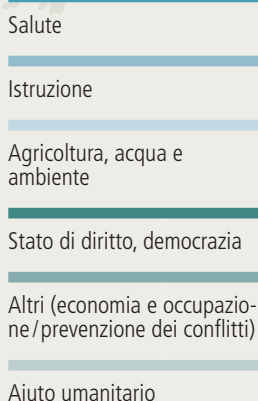 Salute
Istruzione
Agricoltura, acqua e
ambiente
Stato di diritto, democrazia
Altri (economia e occupazio-
ne/prevenzione dei conflitti)
Aiuto umanitario